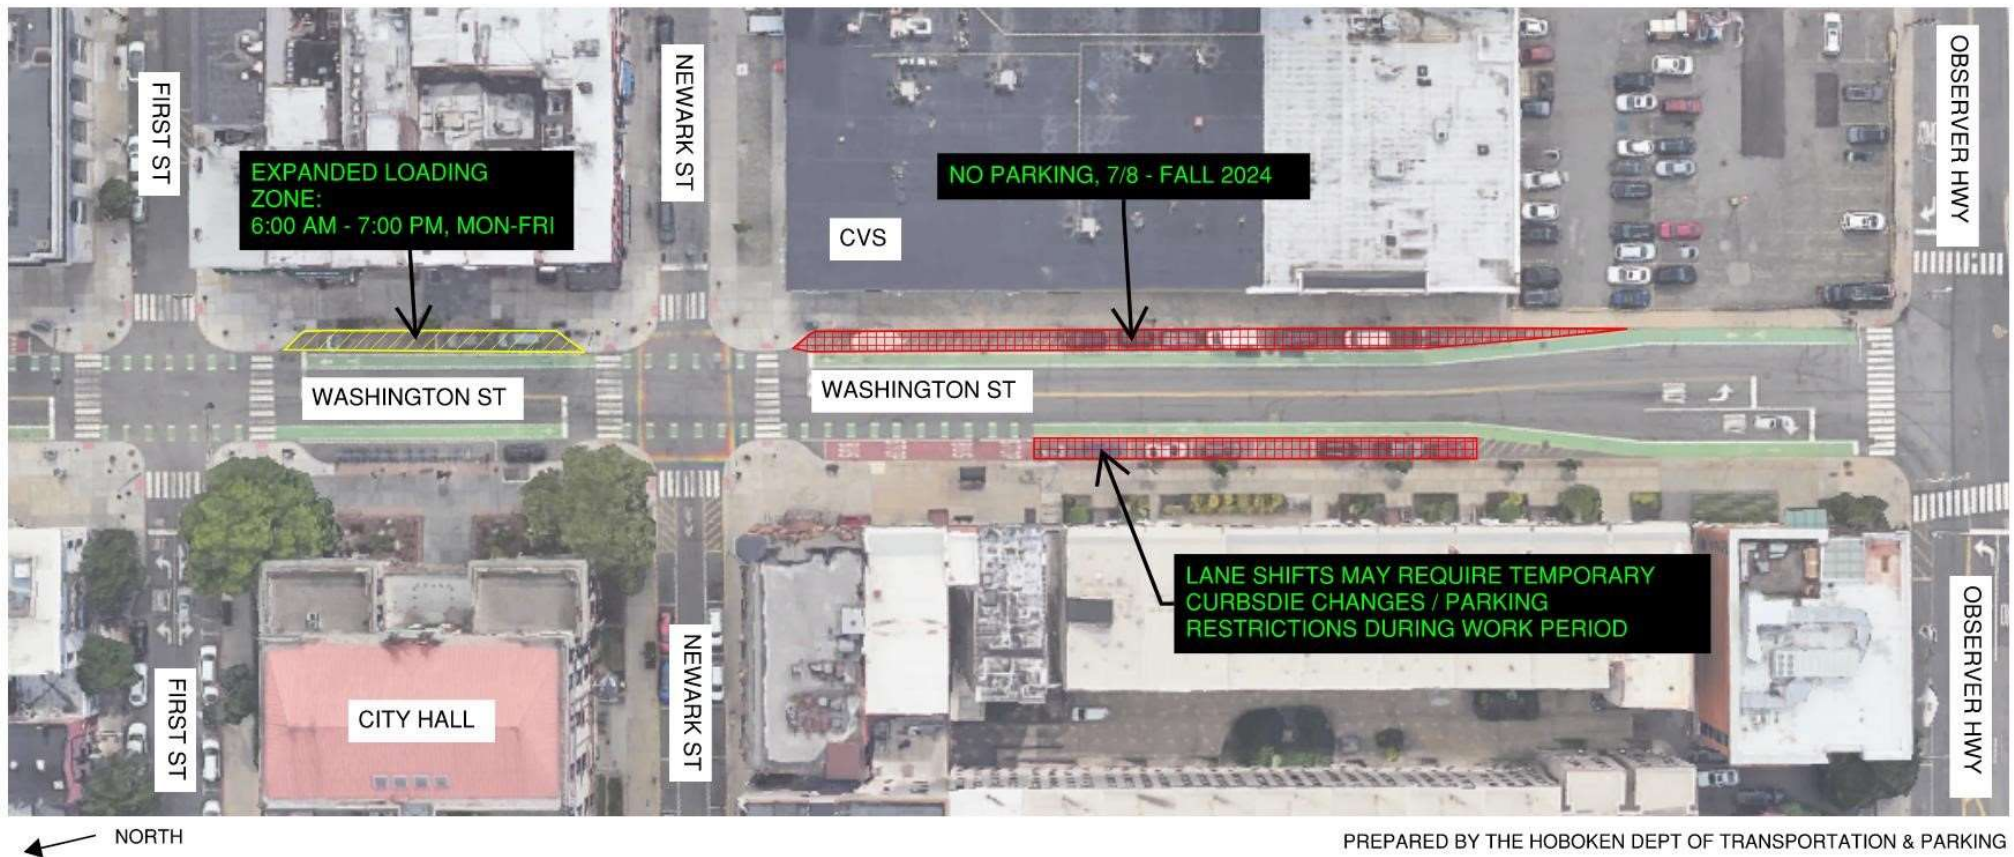 FIRST ST
NEWARK ST
OBSERVER HWY
EXPANDED LOADING
ZONE:
6:00 AM - 7:00 PM, MON-FRI
NO PARKING, 7/8 - FALL 2024
CVS
WASHINGTON ST
WASHINGTON ST
LANE SHIFTS MAY REQUIRE TEMPORARY
CURBSDIE CHANGES / PARKING
RESTRICTIONS DURING WORK PERIOD
FIRST ST
CITY HALL
NEWARK ST
OBSERVER HWY
NORTH
PREPARED BY THE HOBOKEN DEPT OF TRANSPORTATION & PARKING